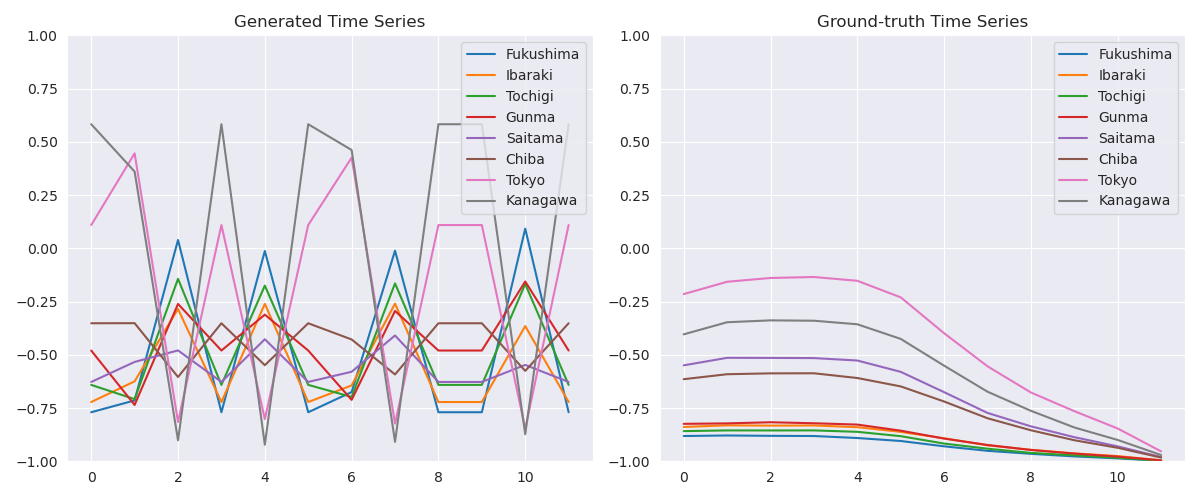 Generated Time Series
1.00
0.75
0.50
0.25
0.00
−0.25
−0.50
−0.75
−1.00
0 2 4 6 8 10
Fukushima
Ibaraki
Tochigi
Gunma
Saitama
Chiba
Tokyo
Kanagawa
Ground-truth Time Series
1.00
0.75
0.50
0.25
0.00
−0.25
−0.50
−0.75
−1.00
0 2 4 6 8 10
Fukushima
Ibaraki
Tochigi
Gunma
Saitama
Chiba
Tokyo
Kanagawa